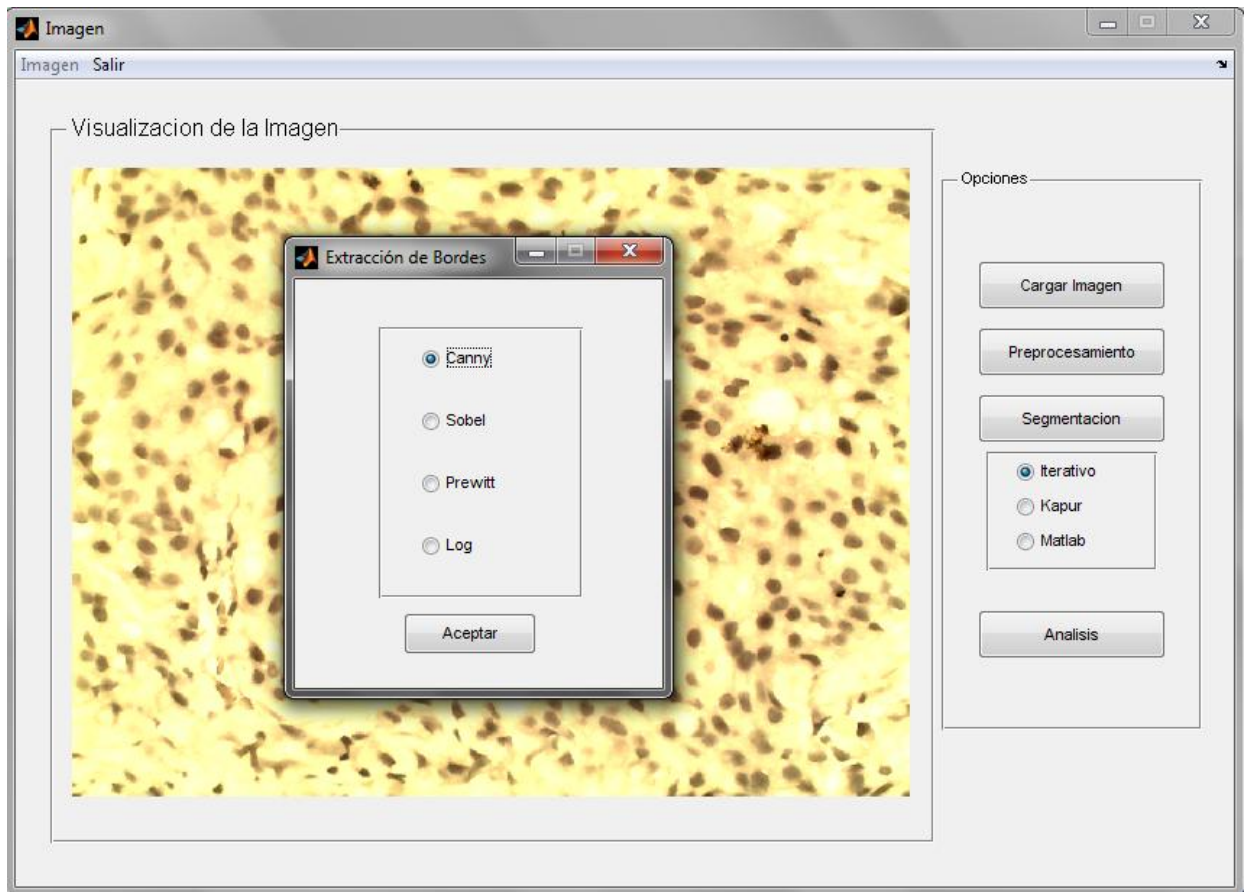 Imagen
Imagen Salir
Visualizacion de la Imagen
Extracción de Bordes
Canny
Sobel
Prewitt
Log
Aceptar
Opciones
Cargar Imagen
Preprocesamiento
Segmentacion
Iterativo
Kapur
Matlab
Analisis